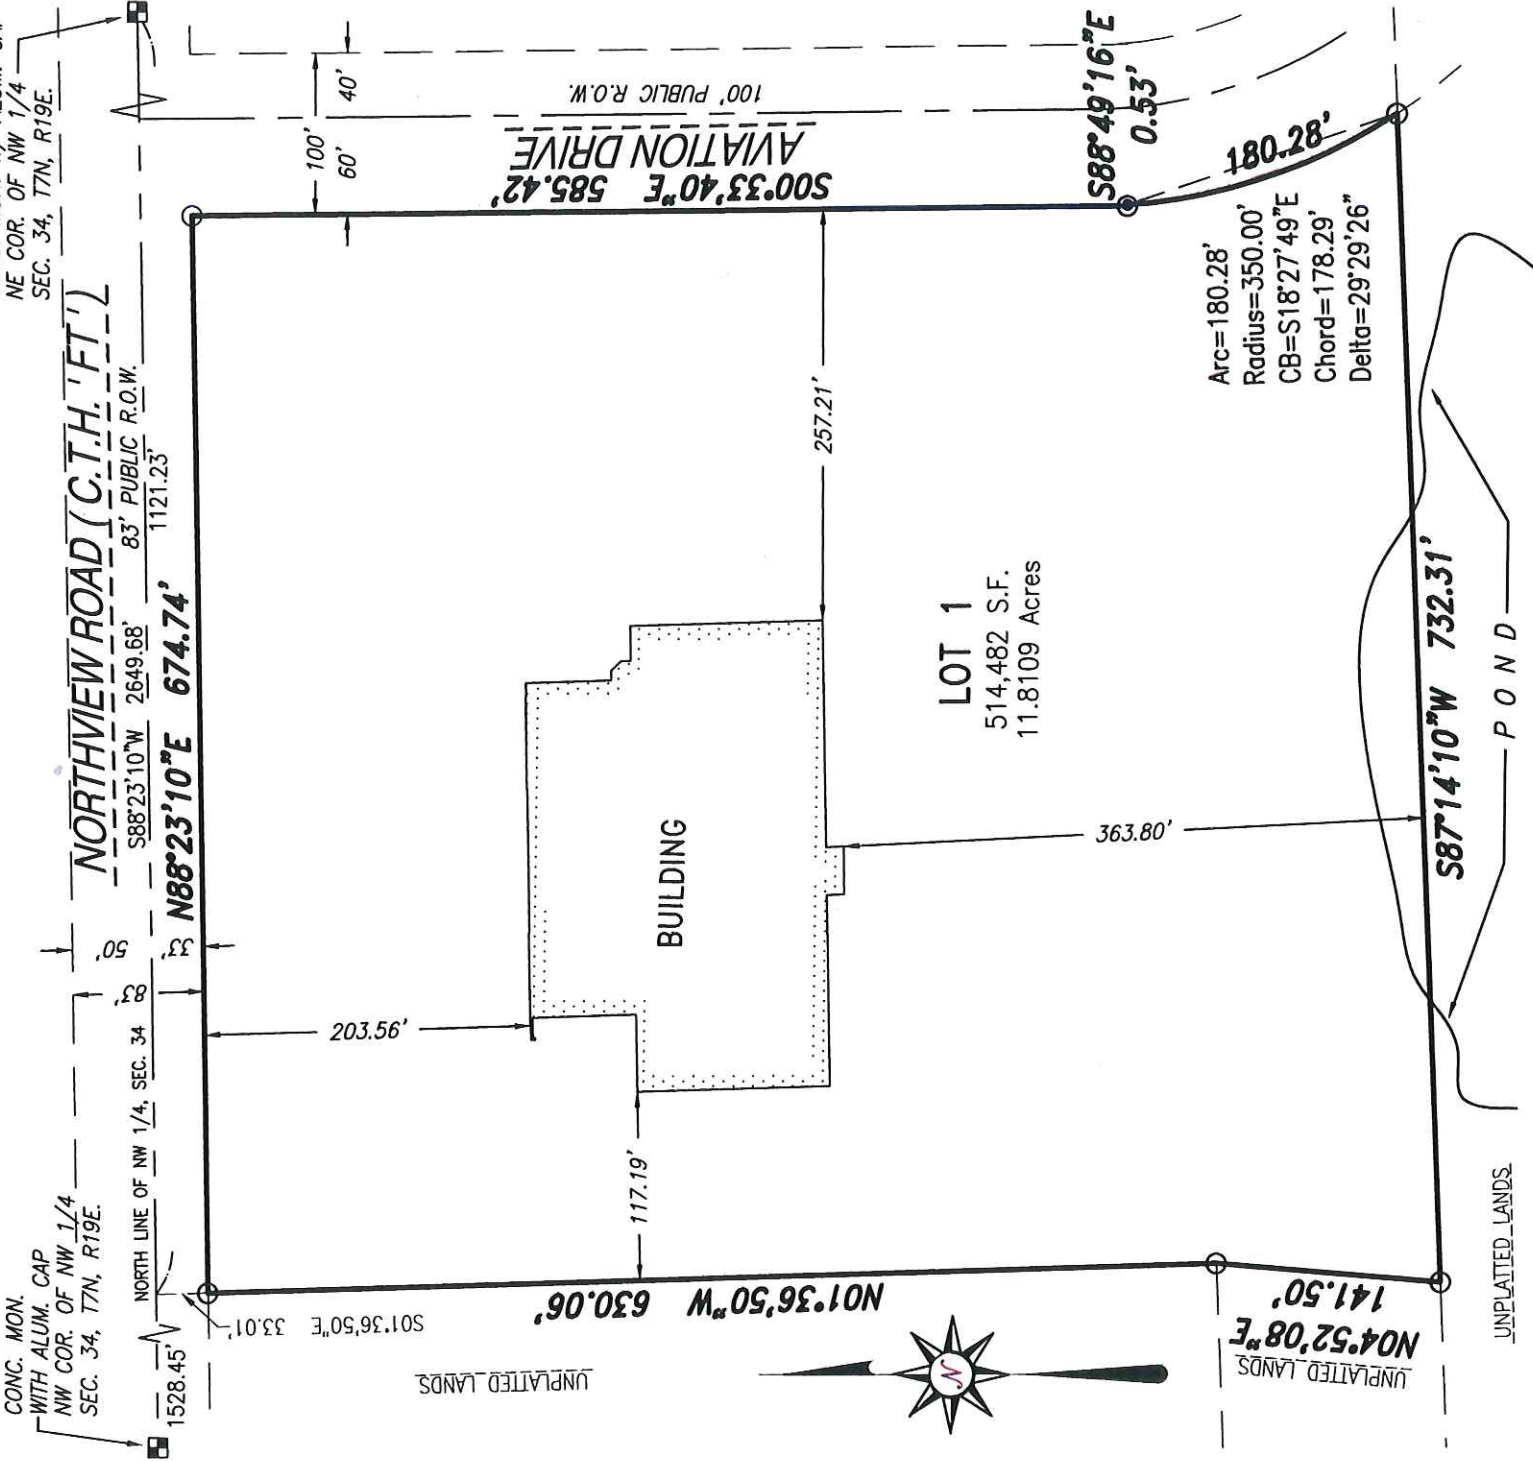 CONC. MON.
WITH ALUM. CAP
NW COR. OF NW 1/4
SEC. 34, T7N, R19E.
NE COR. OF NW 1/4
SEC. 34, T7N, R19E.
NORTHVIEW ROAD (C.T.H. 'FT')
83' PUBLIC R.O.W.
NORTH LINE OF NW 1/4, SEC. 34
S88°23'10"W 2649.68'
1528.45'
1121.23'
N88°23'10"E 674.74'
50'
33'
83'
S01°36'50"E 33.01'
100'
60'
40'
100' PUBLIC R.O.W.
AVIATION DRIVE
S00°33'40"E 585.42'
S88°49'16"E
0.53'
180.28'
Arc=180.28'
Radius=350.00'
CB=S18°27'49"E
Chord=178.29'
Delta=29°29'26"
203.56'
117.19'
257.21'
363.80'
BUILDING
LOT 1
514,482 S.F.
11.8109 Acres
N01°36'50"W 630.06'
UNPLATTED LANDS
N
N04°52'08"E
141.50'
UNPLATTED LANDS
S87°14'10"W 732.31'
POND
UNPLATTED LANDS